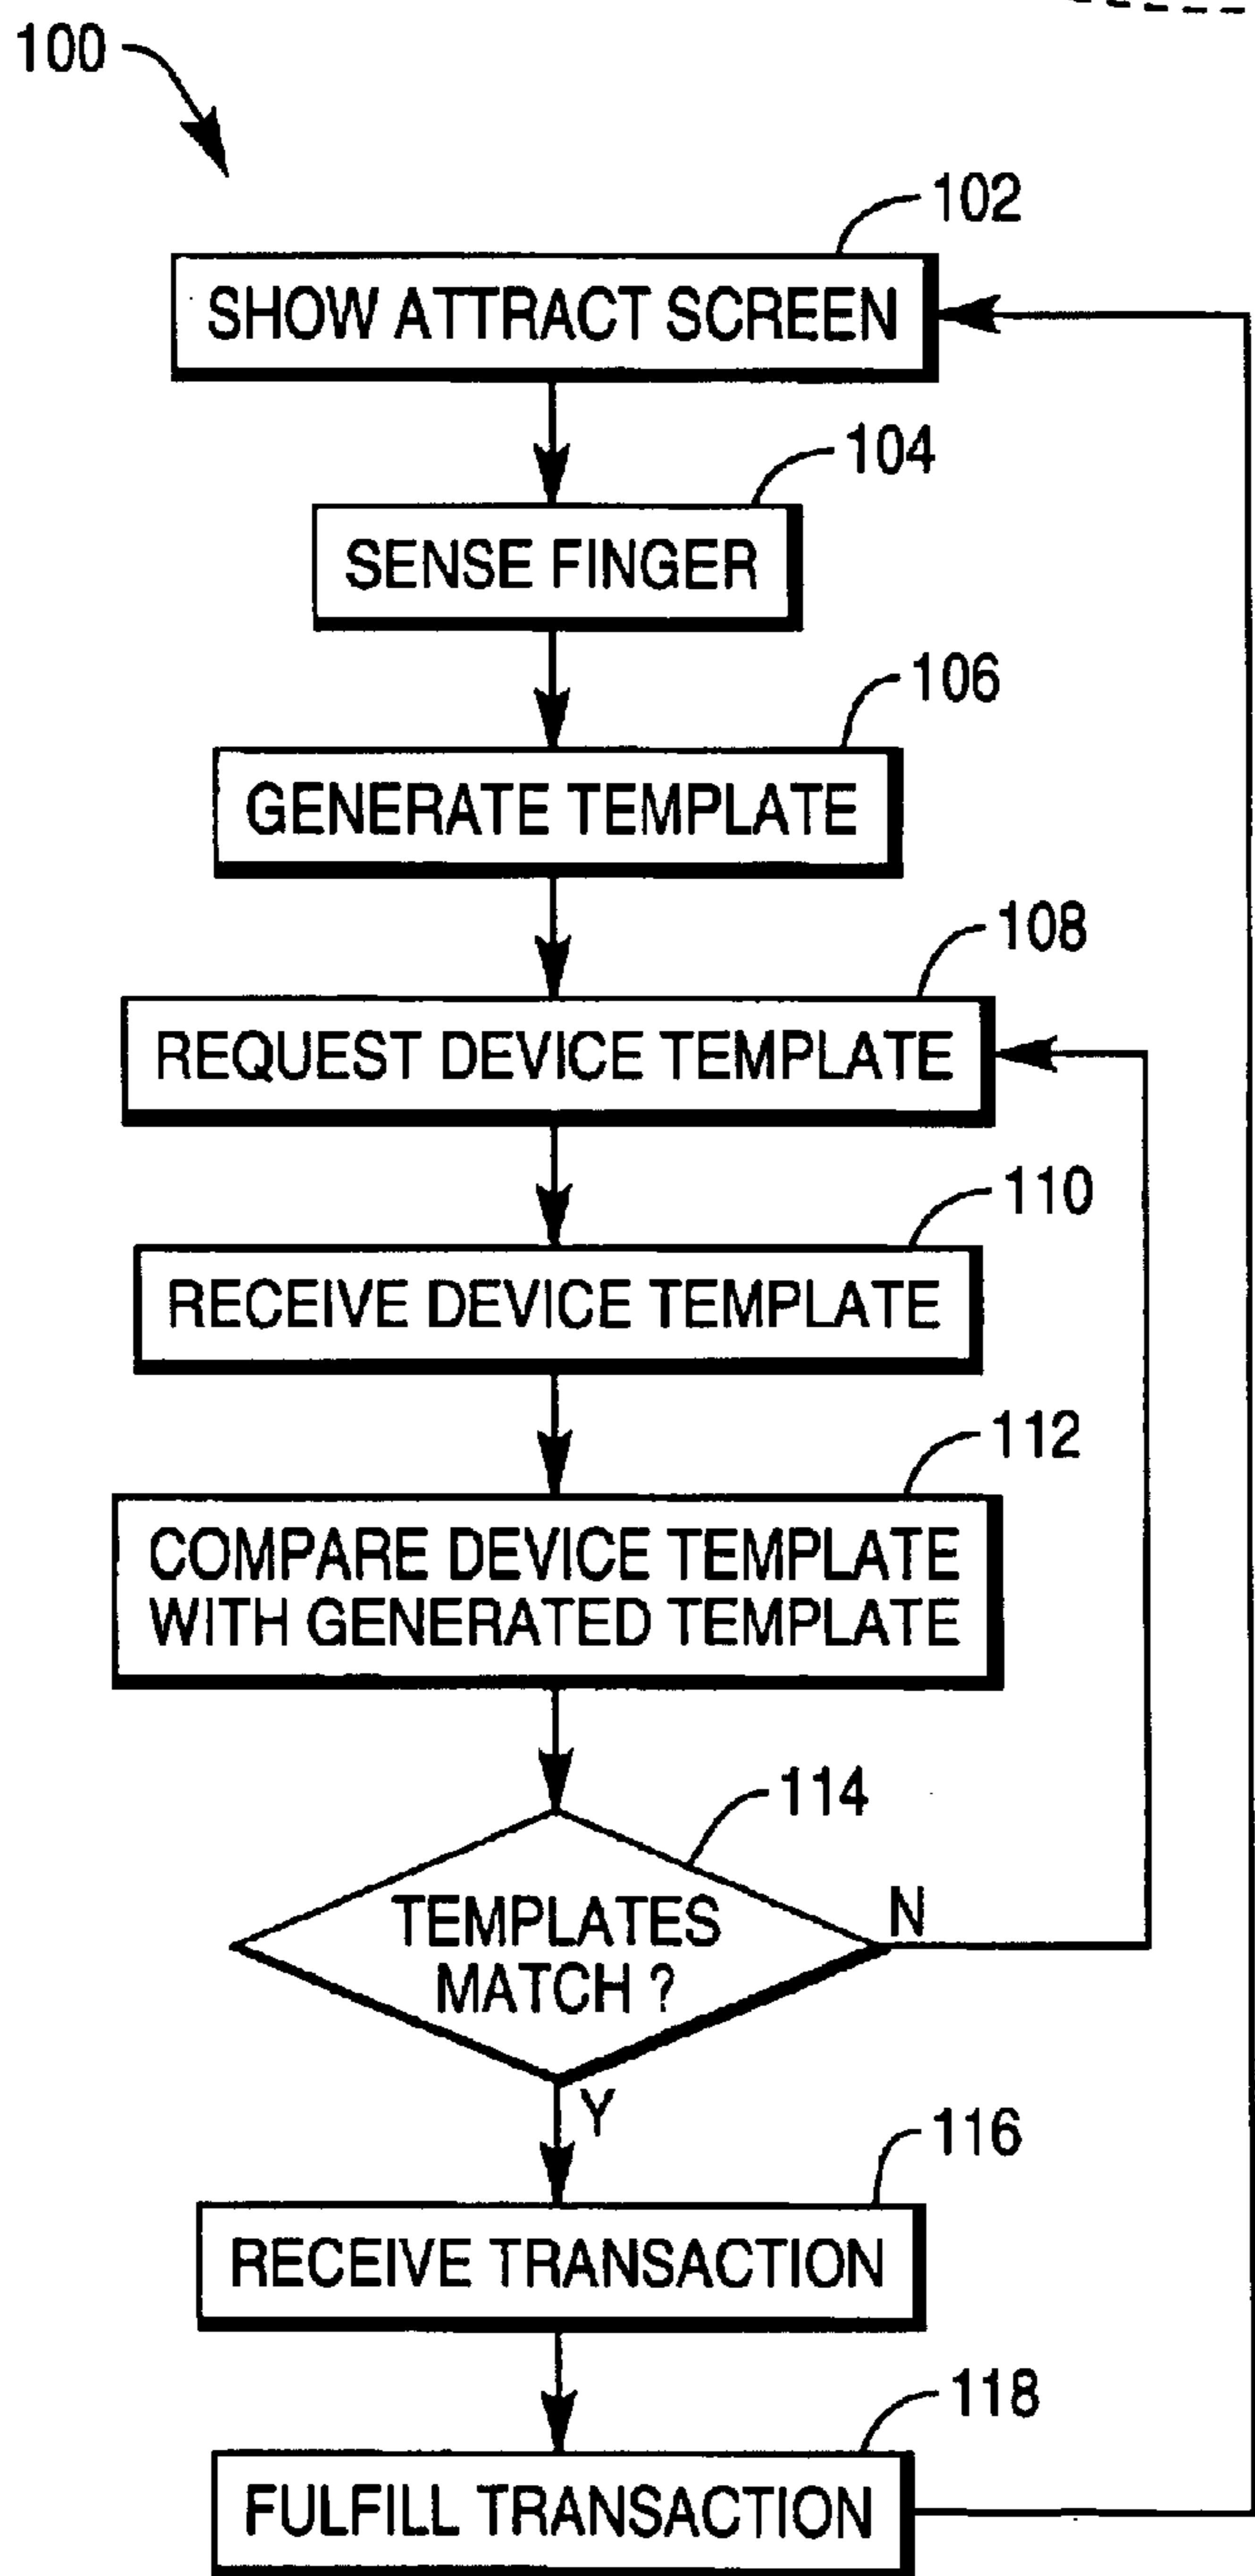 100
102
SHOW ATTRACT SCREEN
104
SENSE FINGER
106
GENERATE TEMPLATE
108
REQUEST DEVICE TEMPLATE
110
RECEIVE DEVICE TEMPLATE
112
COMPARE DEVICE TEMPLATE
WITH GENERATED TEMPLATE
114
TEMPLATES
MATCH ?
N
Y
116
RECEIVE TRANSACTION
118
FULFILL TRANSACTION